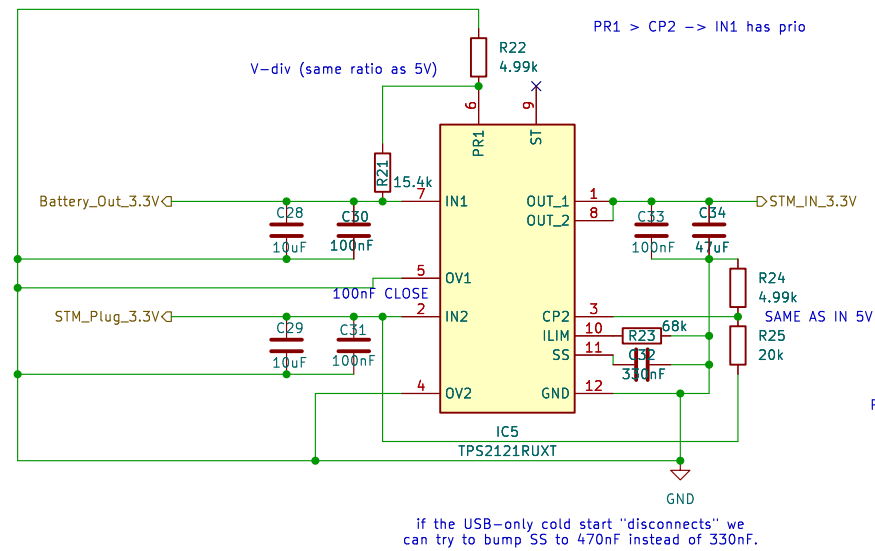 PR1 > CP2 -> IN1 has prio
R22
4.99k
V-div (same ratio as 5V)
6
9
PR1
ST
R21
15.4k
Battery_Out_3.3V
7
IN1
OUT_1
1
STM_IN_3.3V
C28
C30
OUT_2
8
C33
C34
10uF
100nF
100nF
47uF
5
OV1
R24
4.99k
100nF CLOSE
STM_Plug_3.3V
2
IN2
CP2
3
SAME AS IN 5V
C29
C31
ILIM
10
R23
68k
R25
10uF
100nF
SS
11
C32
20k
330nF
4
OV2
GND
12
F
IC5
TPS2121RUXT
GND
if the USB-only cold start "disconnects" we
can try to bump SS to 470nF instead of 330nF.